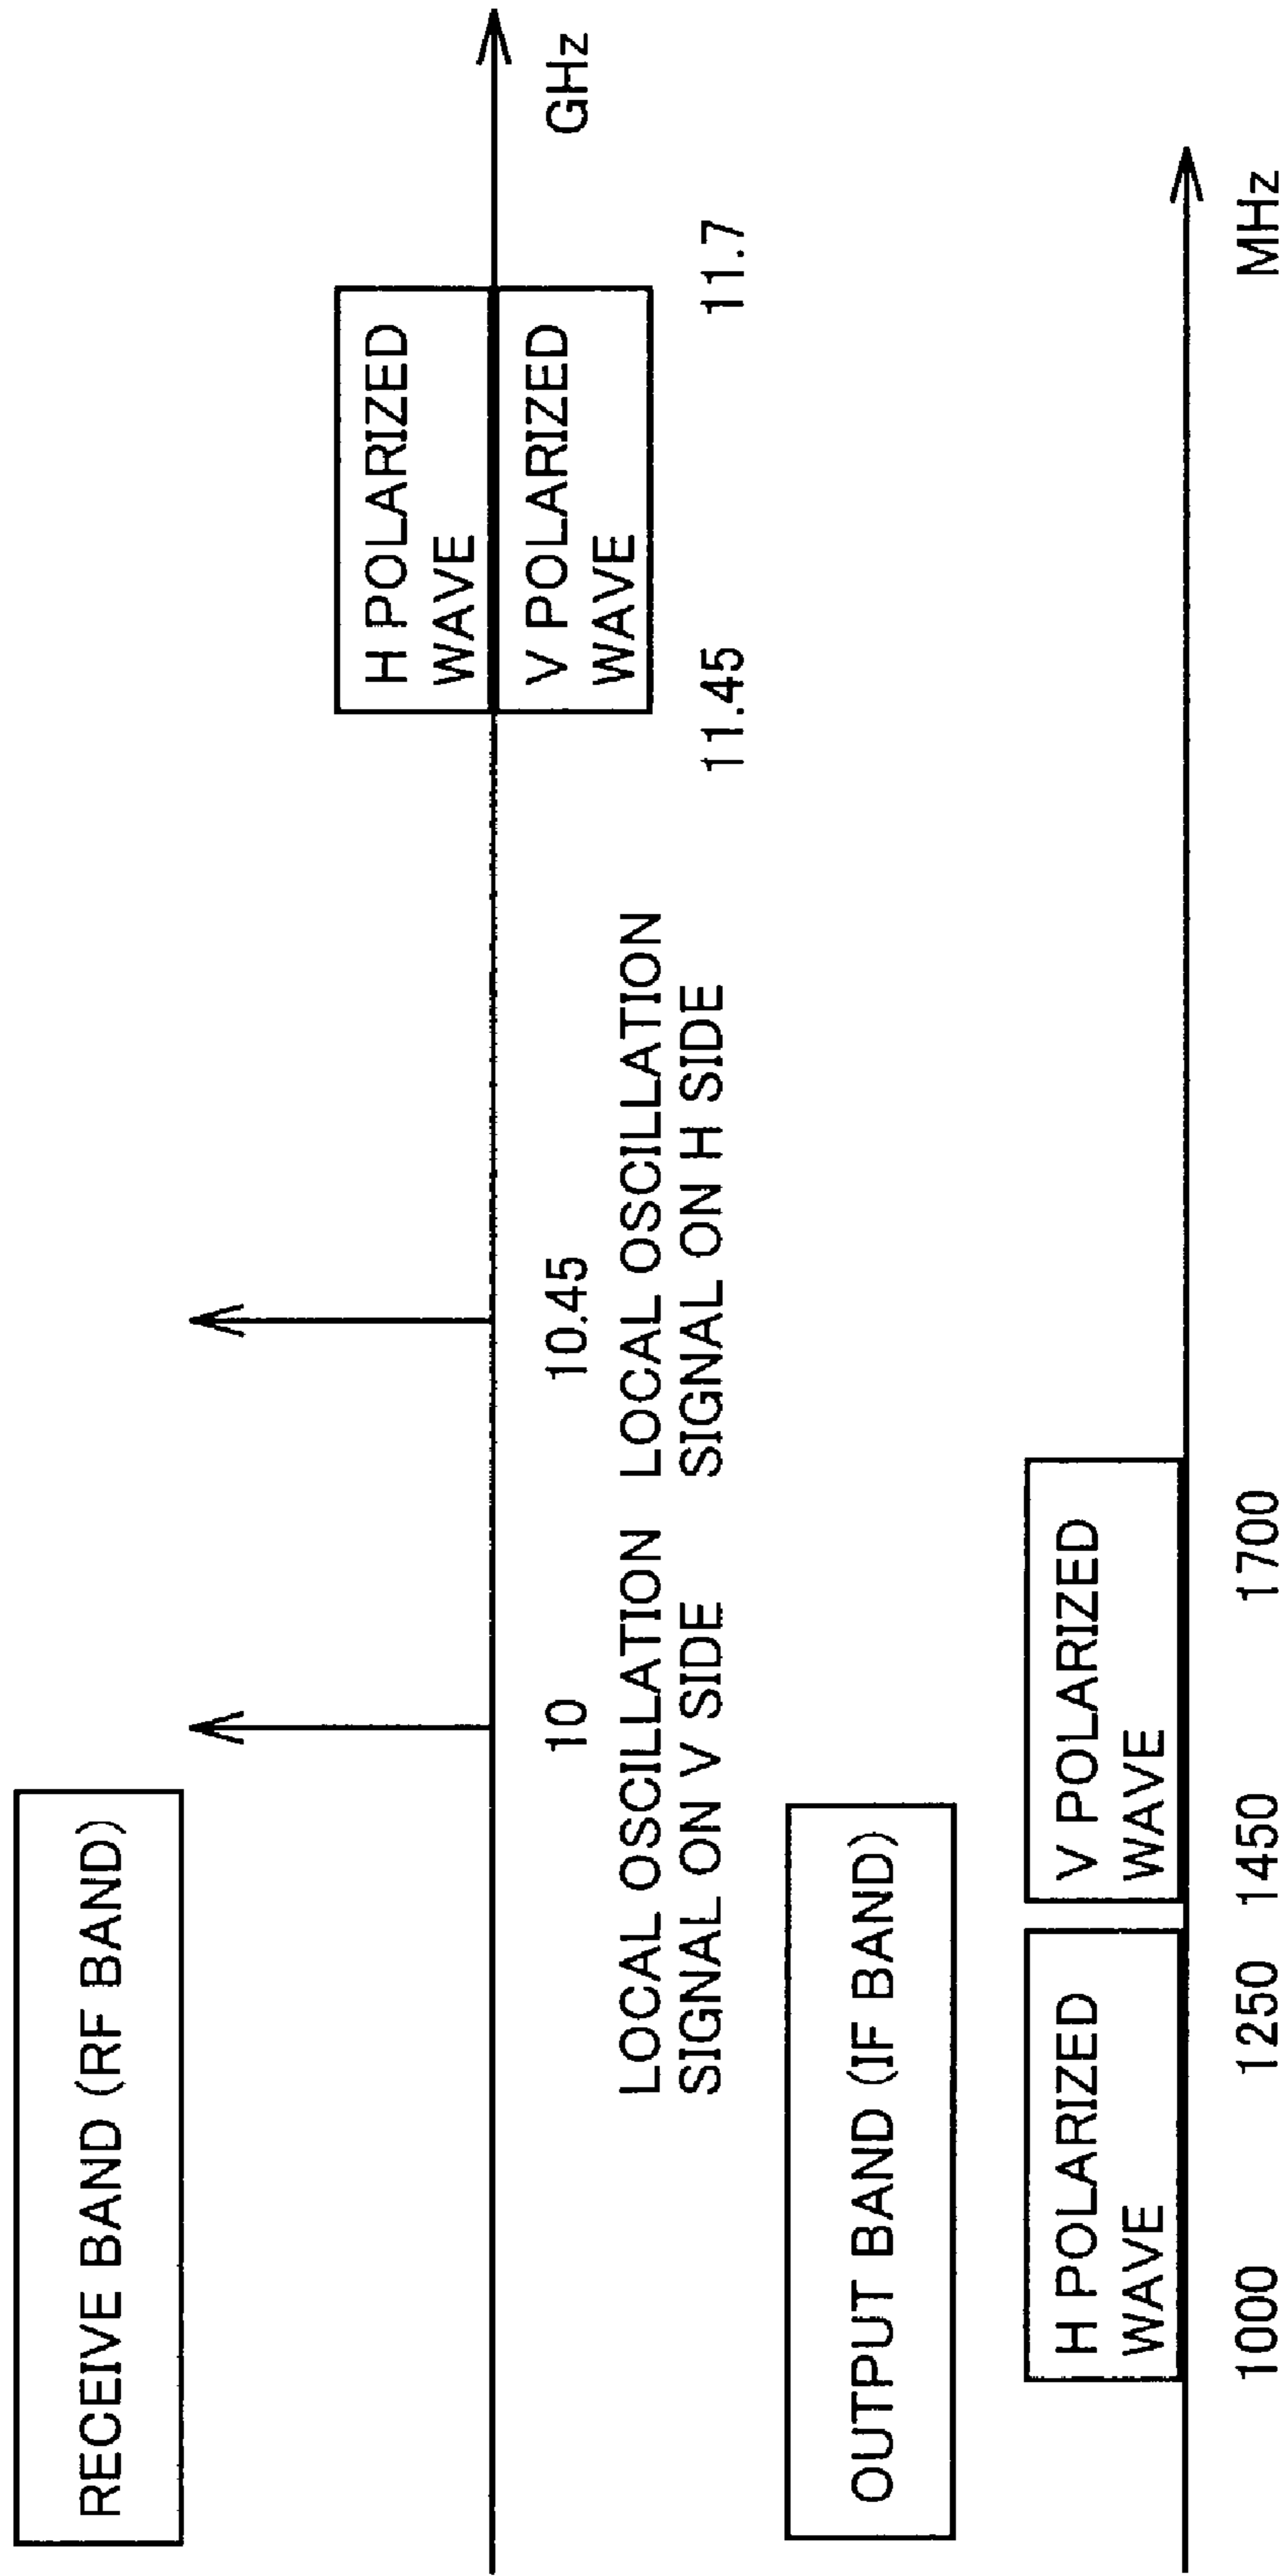 RECEIVE BAND (RF BAND)
H POLARIZED
WAVE
V POLARIZED
WAVE
GHz
10
10.45
11.45
11.7
LOCAL OSCILLATION
SIGNAL ON V SIDE
LOCAL OSCILLATION
SIGNAL ON H SIDE
OUTPUT BAND (IF BAND)
H POLARIZED
WAVE
V POLARIZED
WAVE
1000
1250
1450
1700
MHz